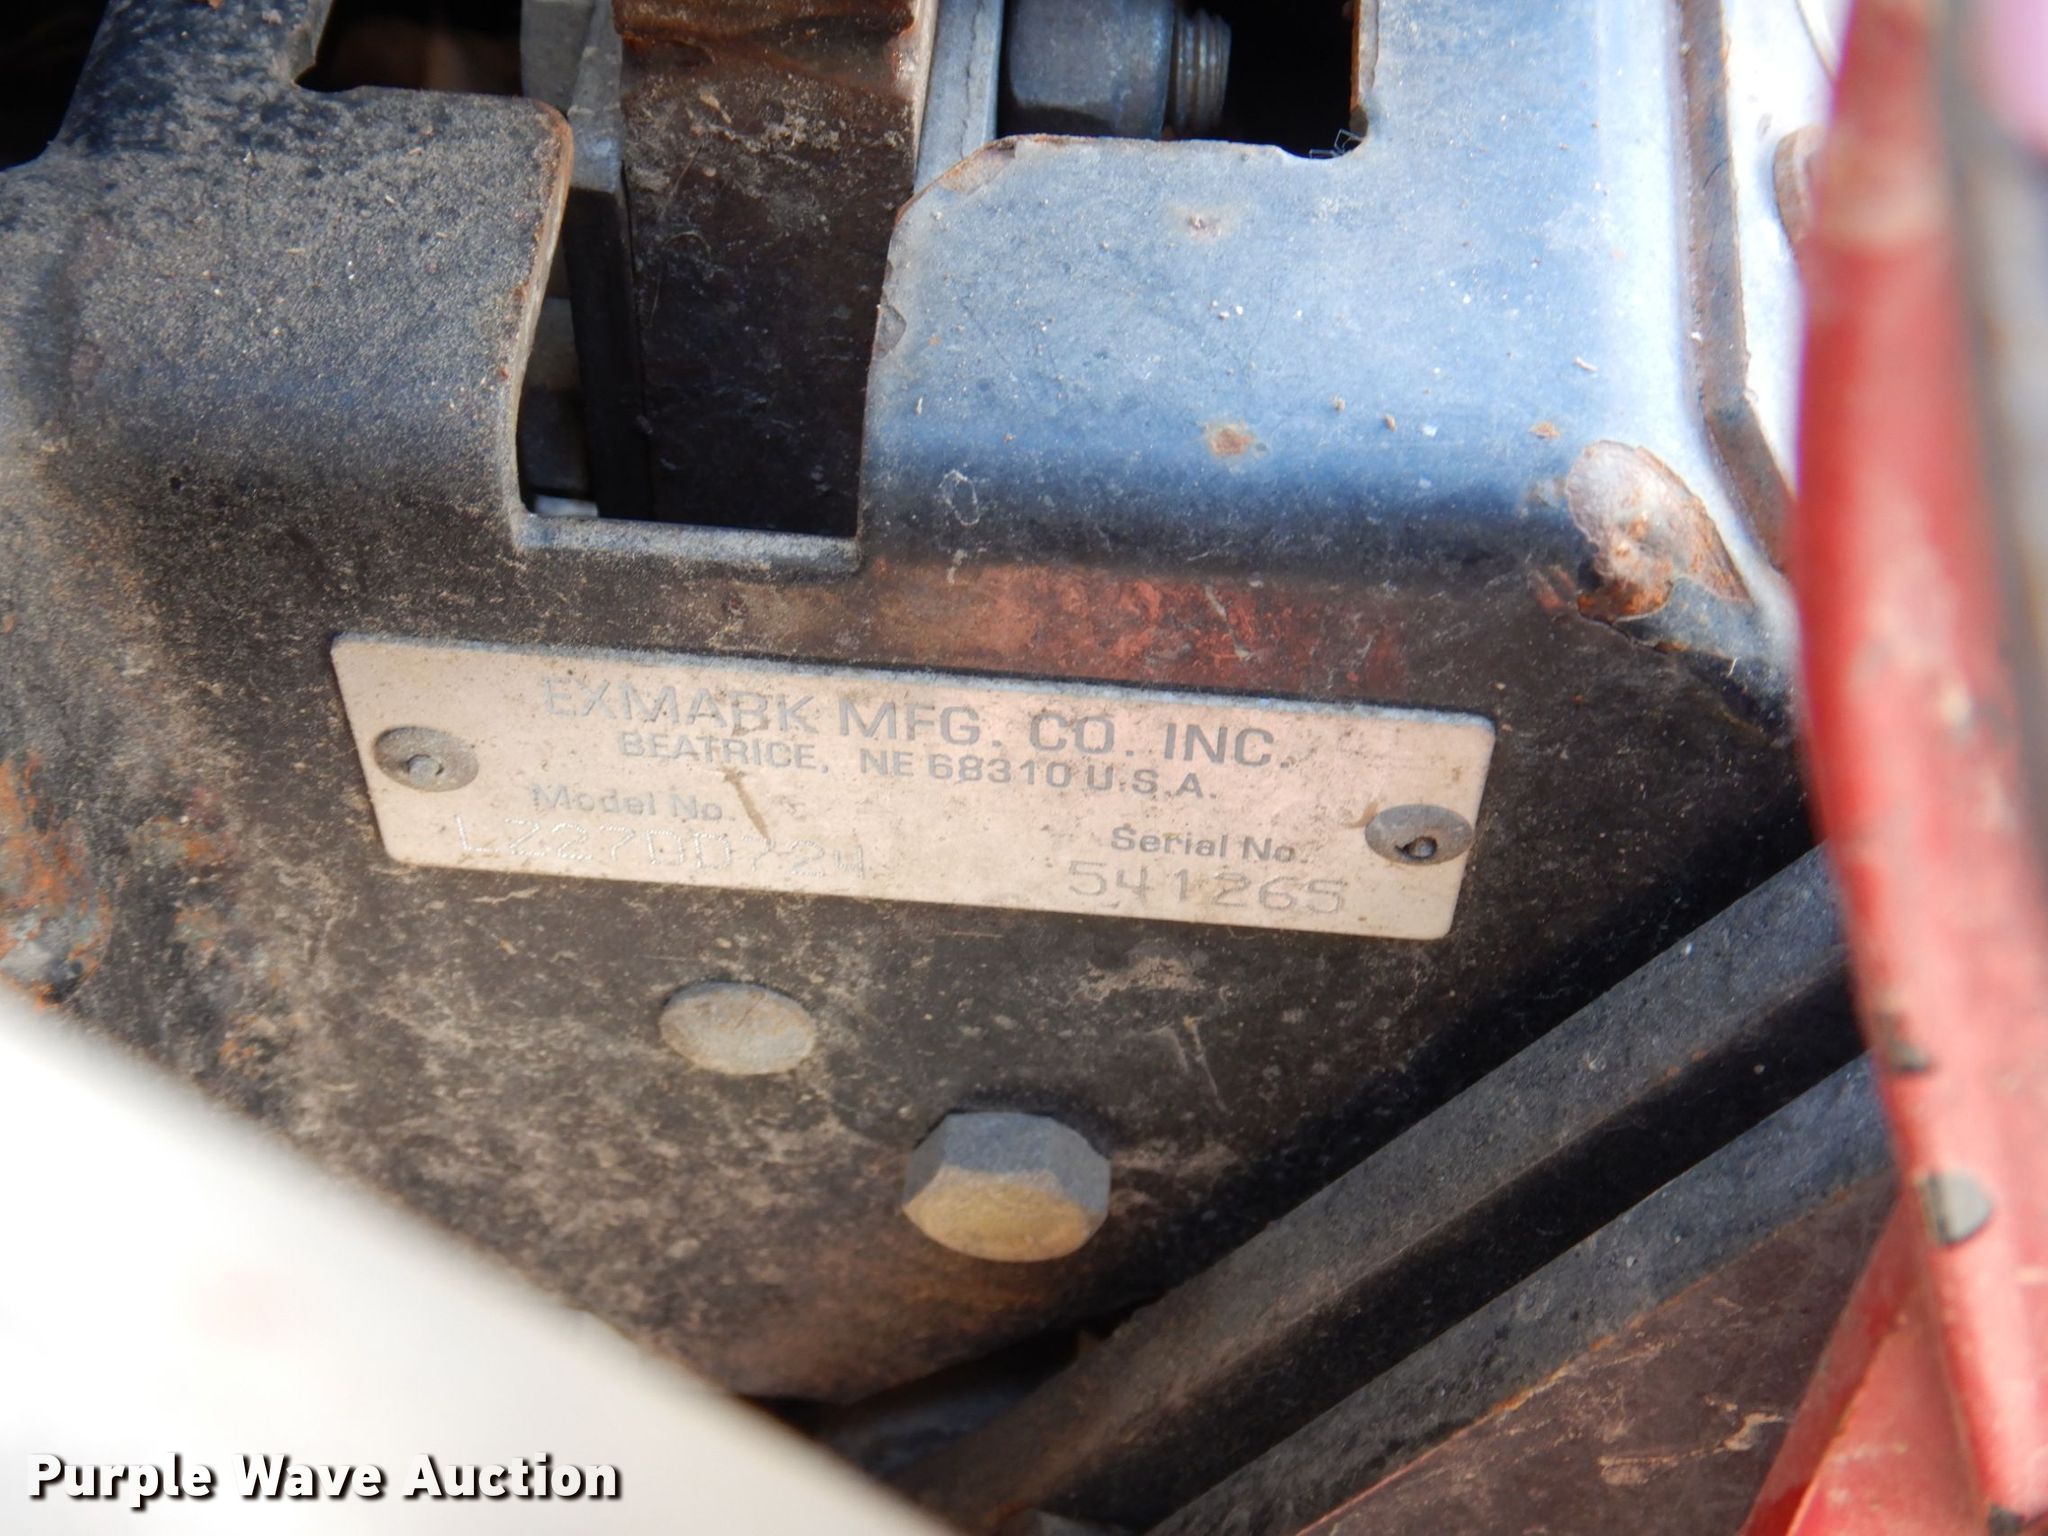 EXMARK MFG. CO. INC.
BEATRICE, NE 68310 U.S.A.
Model No.
Serial No.
LZ27DD724
541265
Purple Wave Auction